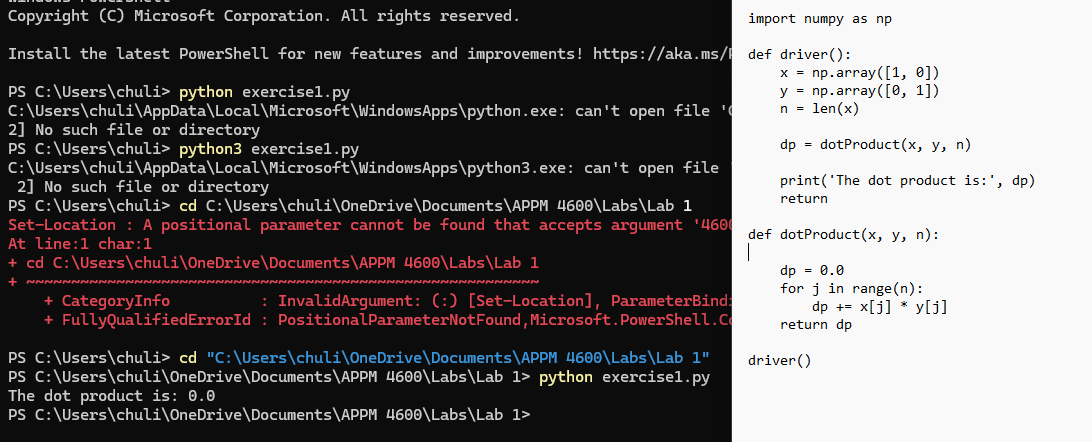 Copyright (C) Microsoft Corporation. All rights reserved.
Install the latest PowerShell for new features and improvements! https://aka.ms/
PS C:\Users\chuli> python exercise1.py
C:\Users\chuli\AppData\Local\Microsoft\WindowsApps\python.exe: can't open file '
2] No such file or directory
PS C:\Users\chuli> python3 exercise1.py
C:\Users\chuli\AppData\Local\Microsoft\WindowsApps\python3.exe: can't open file
 2] No such file or directory
PS C:\Users\chuli> cd C:\Users\chuli\OneDrive\Documents\APPM 4600\Labs\Lab 1
Set-Location : A positional parameter cannot be found that accepts argument '4600
At line:1 char:1
+ cd C:\Users\chuli\OneDrive\Documents\APPM 4600\Labs\Lab 1
+ ~~~~~~~~~~~~~~~~~~~~~~~~~~~~~~~~~~~~~~~~~~~~~~~~~~~~~~~~~
    + CategoryInfo          : InvalidArgument: (:) [Set-Location], ParameterBind
    + FullyQualifiedErrorId : PositionalParameterNotFound,Microsoft.PowerShell.Co
PS C:\Users\chuli> cd "C:\Users\chuli\OneDrive\Documents\APPM 4600\Labs\Lab 1"
PS C:\Users\chuli\OneDrive\Documents\APPM 4600\Labs\Lab 1> python exercise1.py
The dot product is: 0.0
PS C:\Users\chuli\OneDrive\Documents\APPM 4600\Labs\Lab 1>
import numpy as np
def driver():
    x = np.array([1, 0])
    y = np.array([0, 1])
    n = len(x)
    dp = dotProduct(x, y, n)
    print('The dot product is:', dp)
    return
def dotProduct(x, y, n):
    dp = 0.0
    for j in range(n):
        dp += x[j] * y[j]
    return dp
driver()